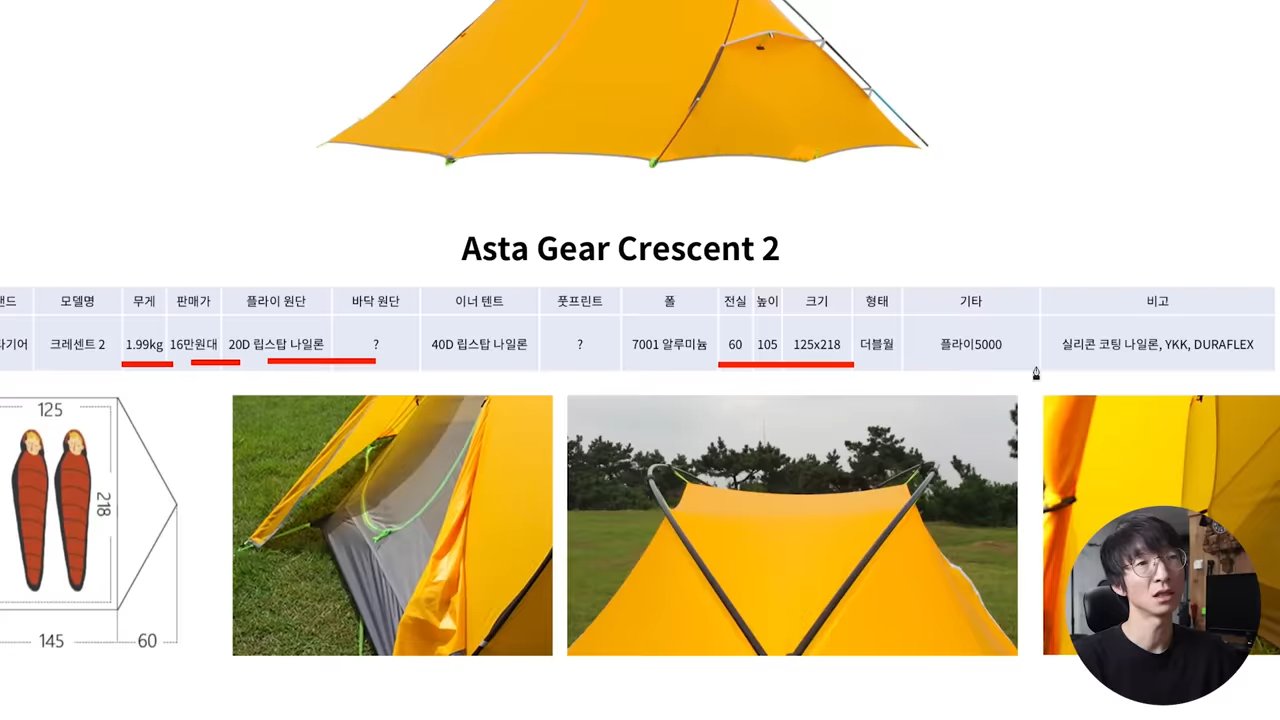 Asta Gear Crescent 2
랜드 모델명 무게 판매가 플라이 원단 바닥 원단 이너 텐트 풋프린트 폴 전실 높이 크기 형태 기타 비고
타기어 크레센트 2 1.99kg 16만원대 20D 립스탑 나일론 ? 40D 립스탑 나일론 ? 7001 알루미늄 60 105 125x218 더블월 플라이5000 실리콘 코팅 나일론, YKK, DURAFLEX
125
218
145
60